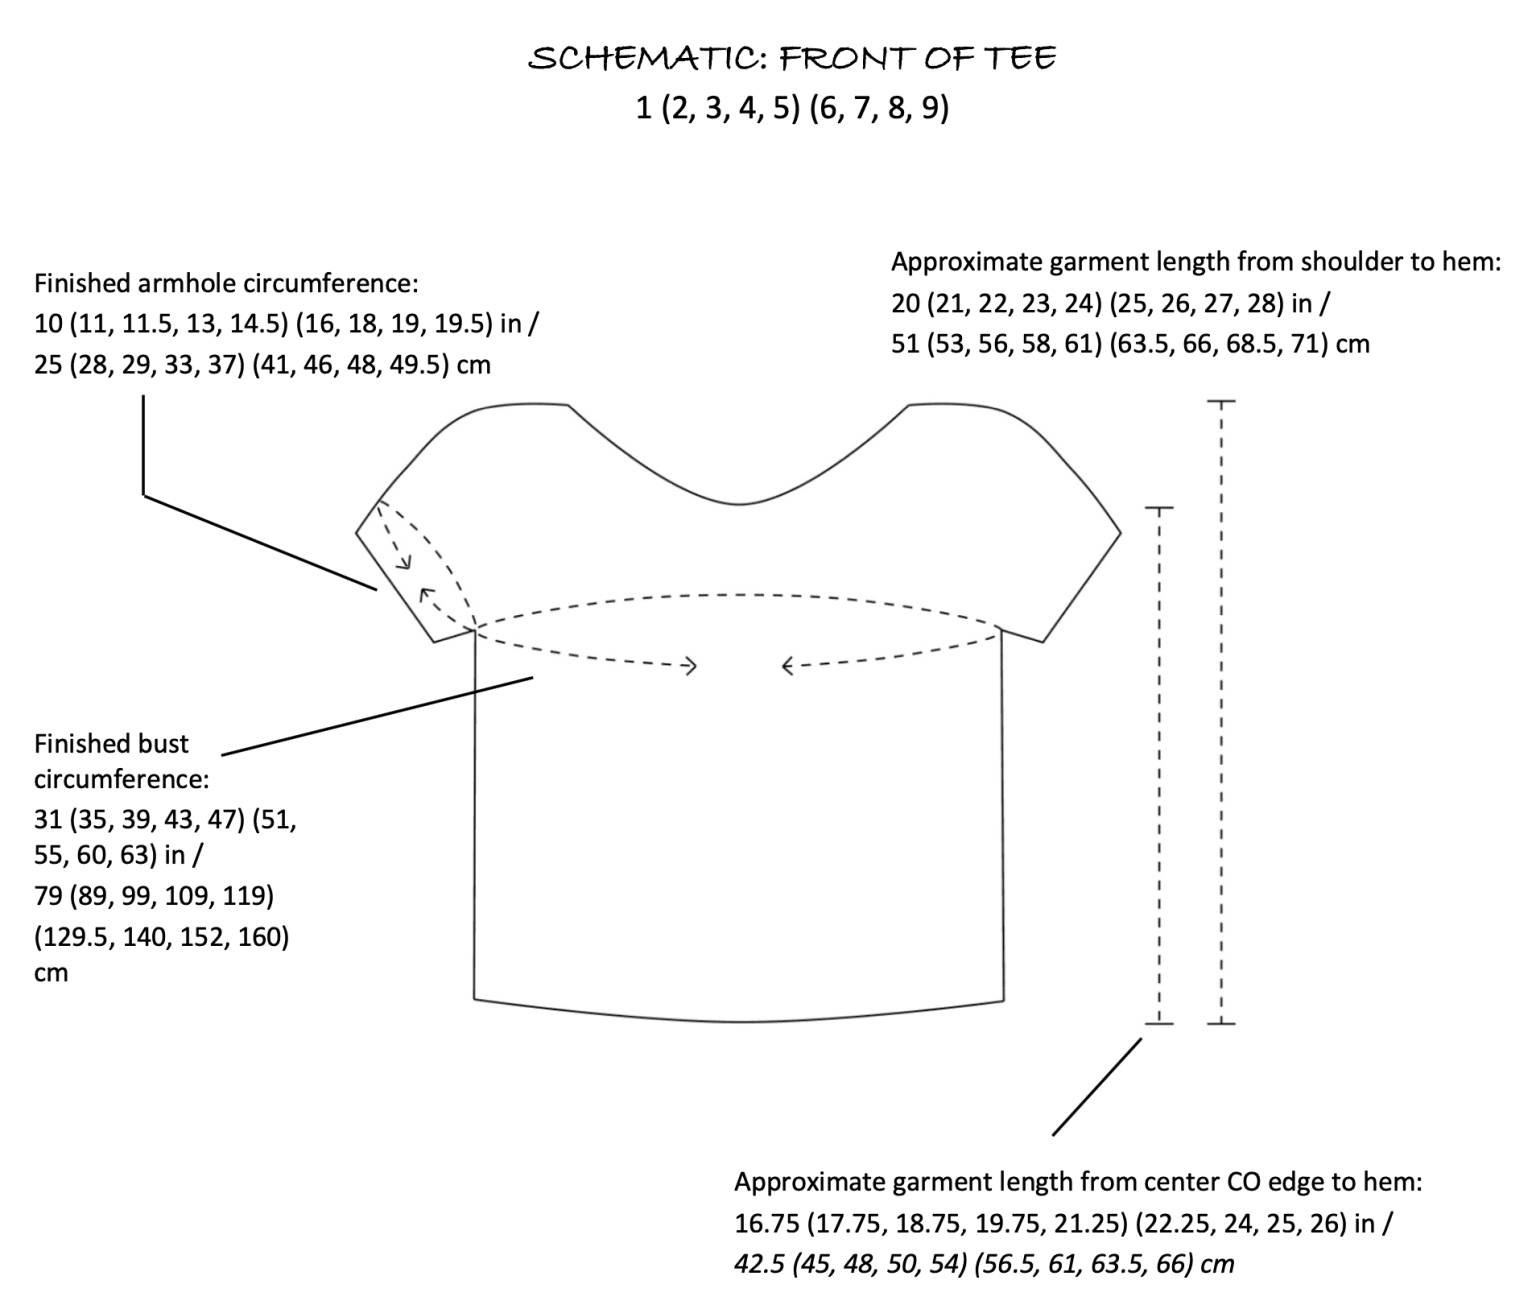 SCHEMATIC: FRONT OF TEE
1 (2, 3, 4, 5) (6, 7, 8, 9)
Approximate garment length from shoulder to hem:
20 (21, 22, 23, 24) (25, 26, 27, 28) in /
51 (53, 56, 58, 61) (63.5, 66, 68.5, 71) cm
Finished armhole circumference:
10 (11, 11.5, 13, 14.5) (16, 18, 19, 19.5) in /
25 (28, 29, 33, 37) (41, 46, 48, 49.5) cm
Finished bust
circumference:
31 (35, 39, 43, 47) (51,
55, 60, 63) in /
79 (89, 99, 109, 119)
(129.5, 140, 152, 160)
cm
Approximate garment length from center CO edge to hem:
16.75 (17.75, 18.75, 19.75, 21.25) (22.25, 24, 25, 26) in /
42.5 (45, 48, 50, 54) (56.5, 61, 63.5, 66) cm